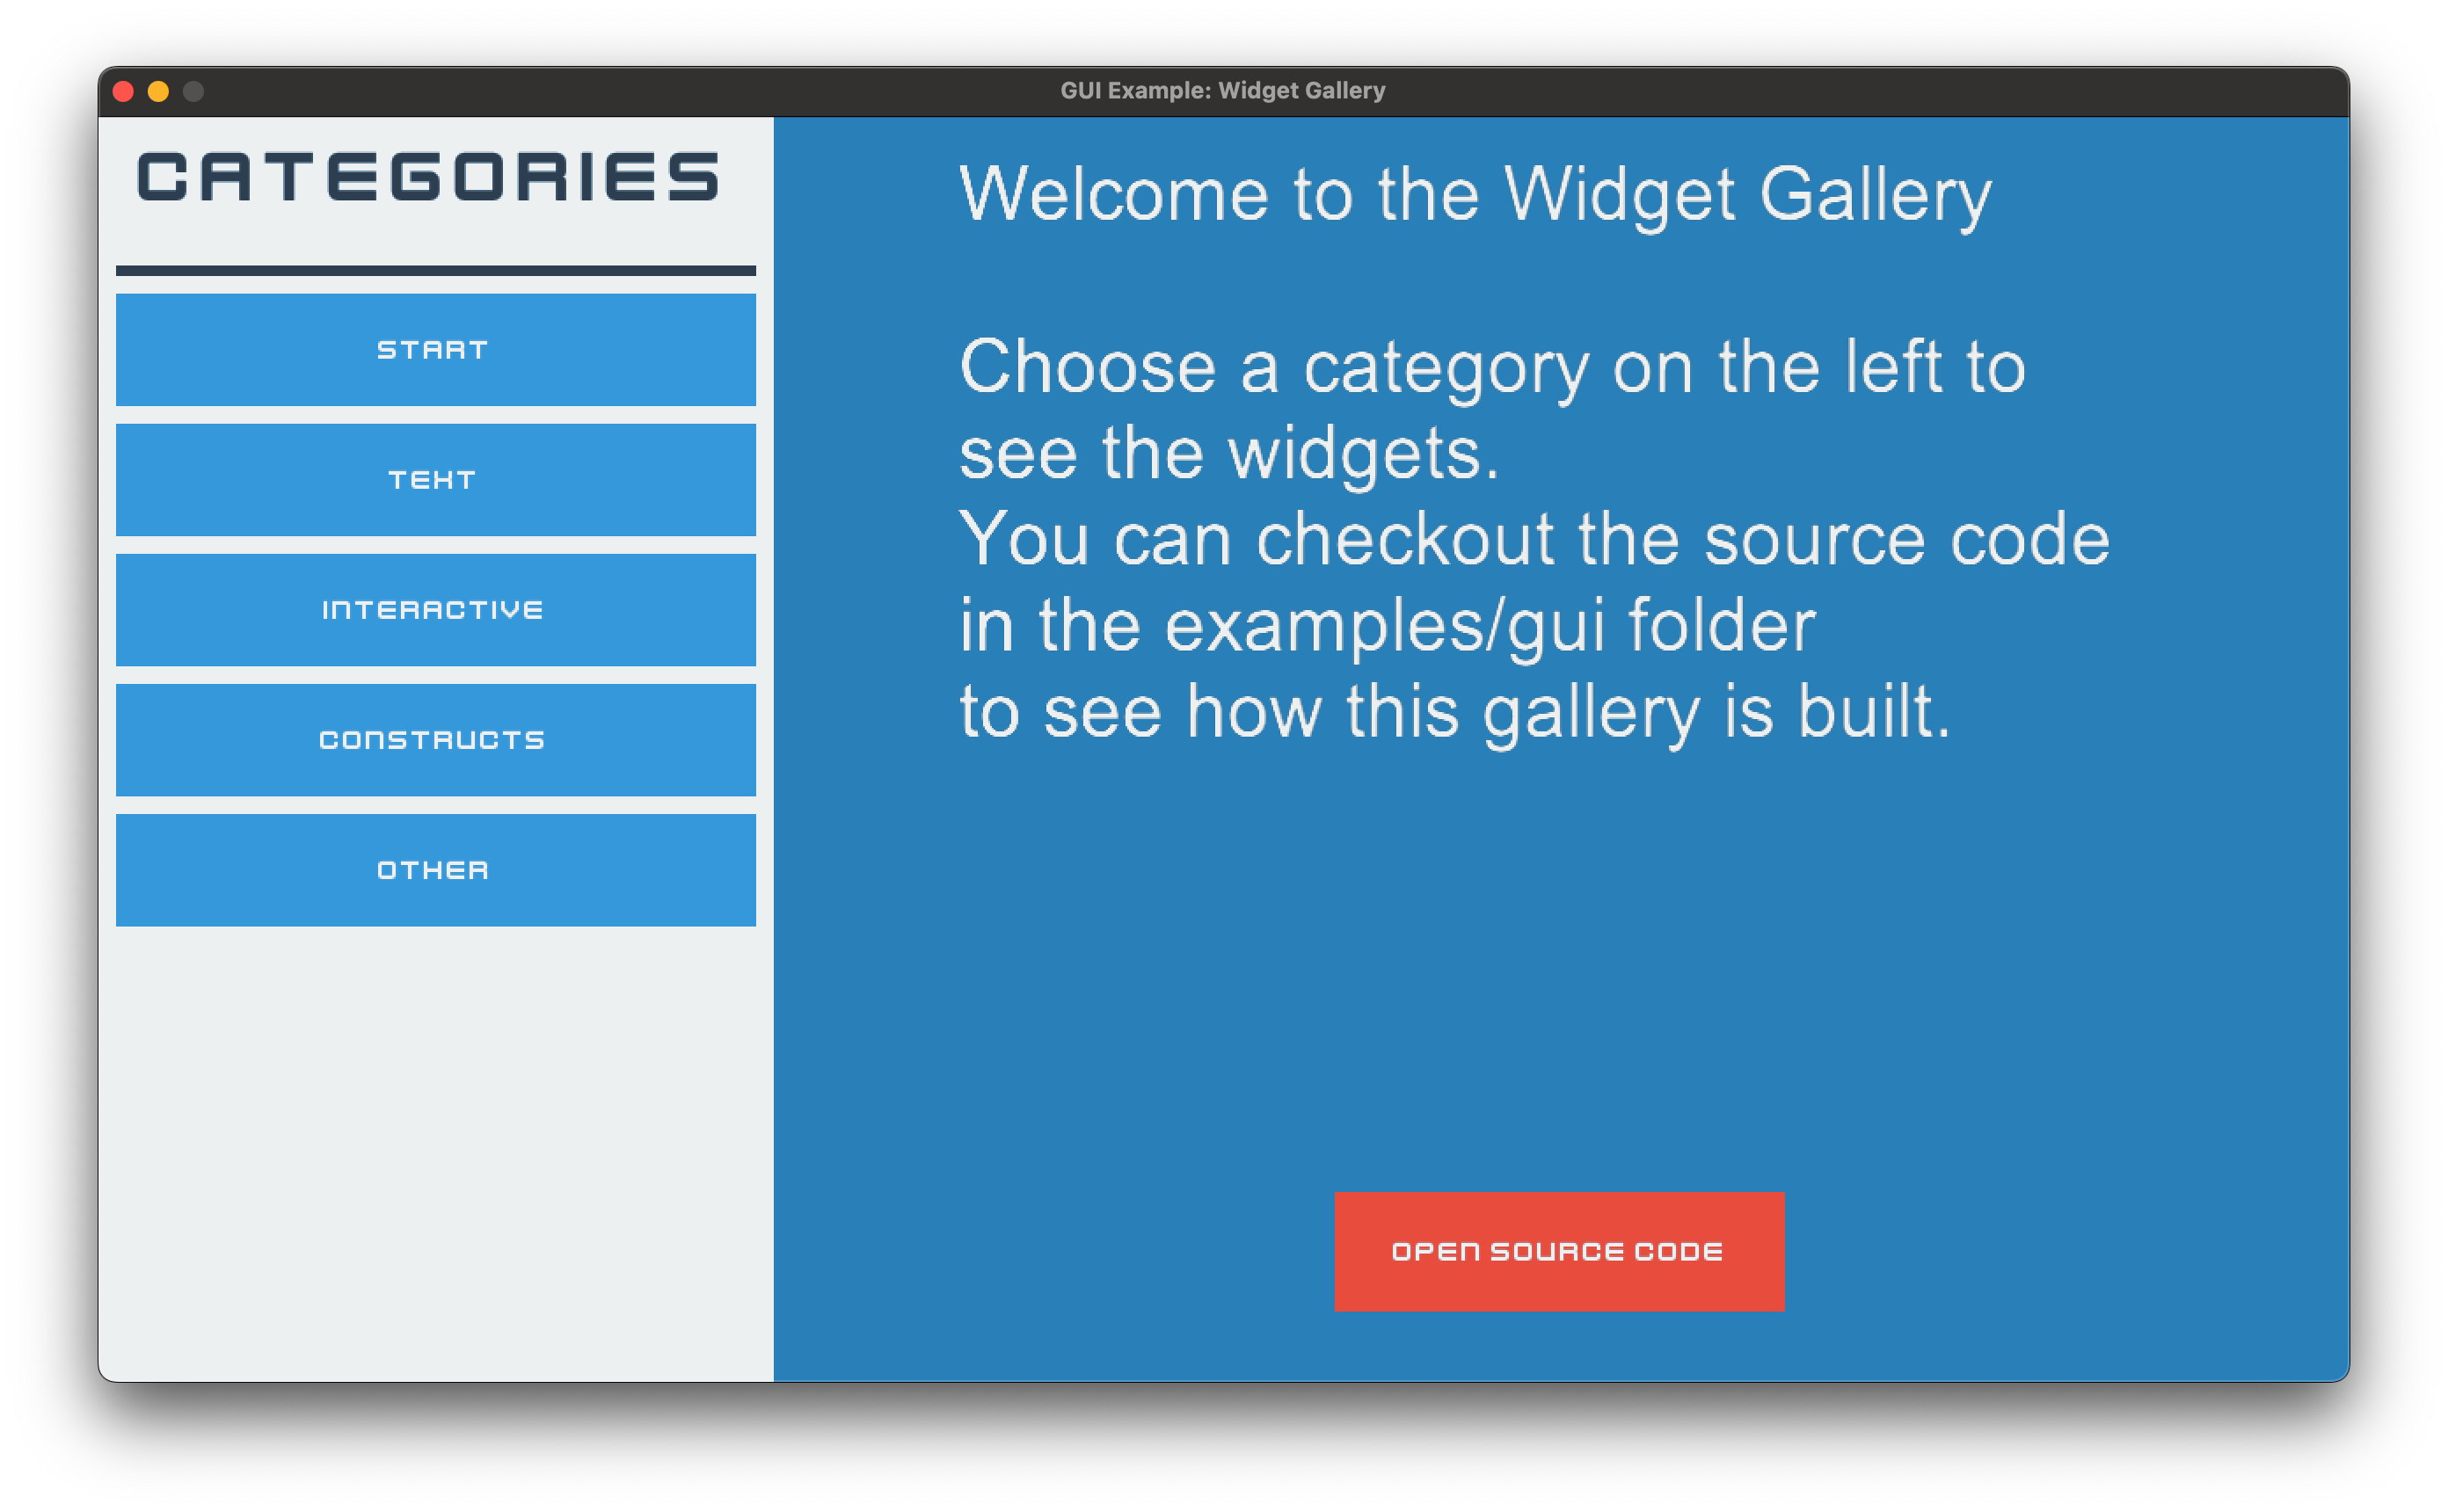 GUI Example: Widget Gallery
CATEGORIES
START
TEXT
INTERACTIVE
CONSTRUCTS
OTHER
Welcome to the Widget Gallery
Choose a category on the left to
see the widgets.
You can checkout the source code
in the examples/gui folder
to see how this gallery is built.
OPEN SOURCE CODE